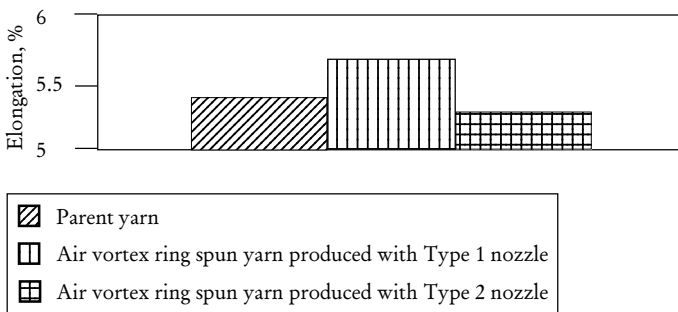 6
5.5
5
Elongation, %
Parent yarn
Air vortex ring spun yarn produced with Type 1 nozzle
Air vortex ring spun yarn produced with Type 2 nozzle